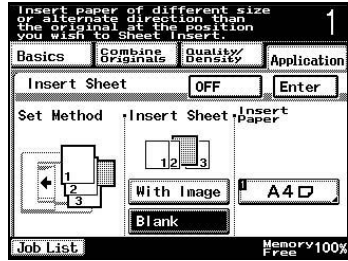 Insert paper of different size
or alternate direction than
the original at the position
you wish to Sheet Insert.
1
Basics
Combine
Originals
Quality/
Density
Application
Insert Sheet
OFF
Enter
Set Method
·Insert Sheet·
Insert
Paper
1
2
3
12 3
With Image
Blank
1
A4
Job List
Memory
Free 100%